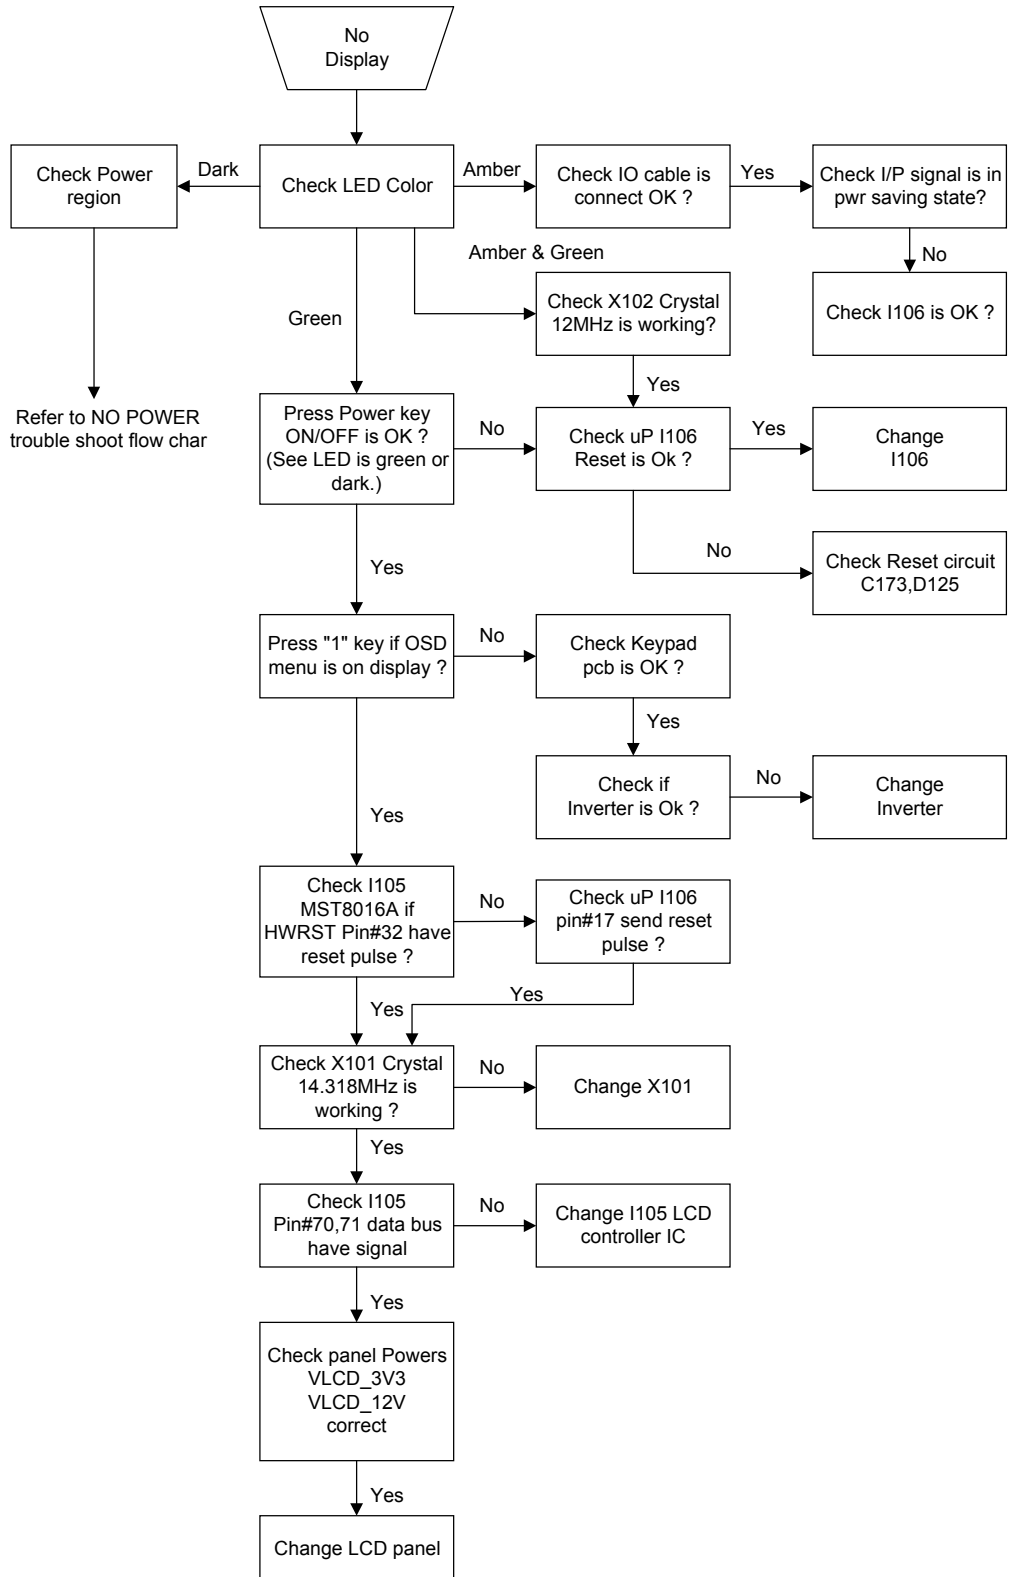 No
Display
Check Power
region
Dark
Check LED Color
Amber
Check IO cable is
connect OK ?
Yes
Check I/P signal is in
pwr saving state?
No
Check I106 is OK ?
Amber & Green
Check X102 Crystal
12MHz is working?
Green
Yes
Refer to NO POWER
trouble shoot flow char
Press Power key
ON/OFF is OK ?
(See LED is green or
dark.)
No
Check uP I106
Reset is Ok ?
Yes
Change
I106
No
Check Reset circuit
C173,D125
Yes
Press "1" key if OSD
menu is on display ?
No
Check Keypad
pcb is OK ?
Yes
Check if
Inverter is Ok ?
No
Change
Inverter
Yes
Check I105
MST8016A if
HWRST Pin#32 have
reset pulse ?
No
Check uP I106
pin#17 send reset
pulse ?
Yes
Yes
Check X101 Crystal
14.318MHz is
working ?
No
Change X101
Yes
Check I105
Pin#70,71 data bus
have signal
No
Change I105 LCD
controller IC
Yes
Check panel Powers
VLCD_3V3
VLCD_12V
correct
Yes
Change LCD panel